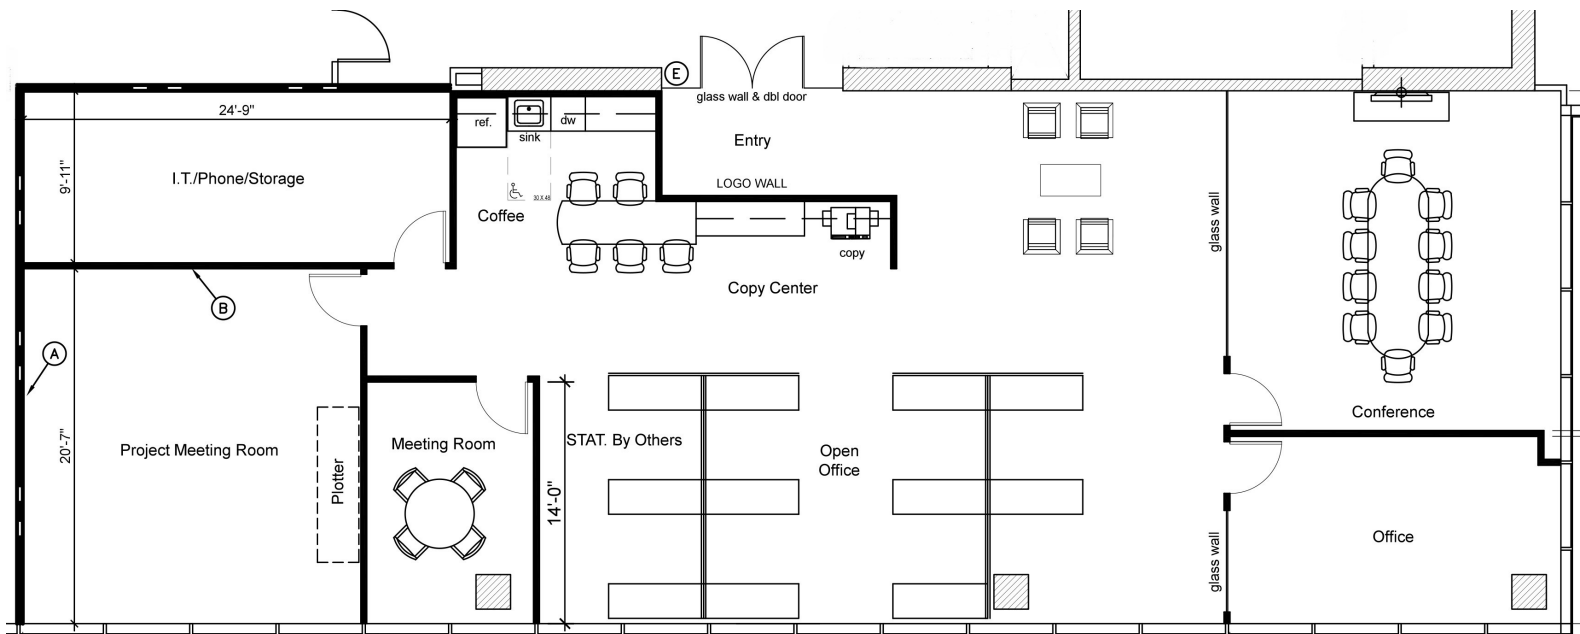 E
glass wall & dbl door
24'-9"
ref.
sink
dw
Entry
9'-11"
I.T./Phone/Storage
LOGO WALL
30 X 48
Coffee
glass wall
copy
Copy Center
B
A
Conference
20'-7"
Project Meeting Room
Plotter
Meeting Room
STAT. By Others
14'-0"
Open
Office
glass wall
Office